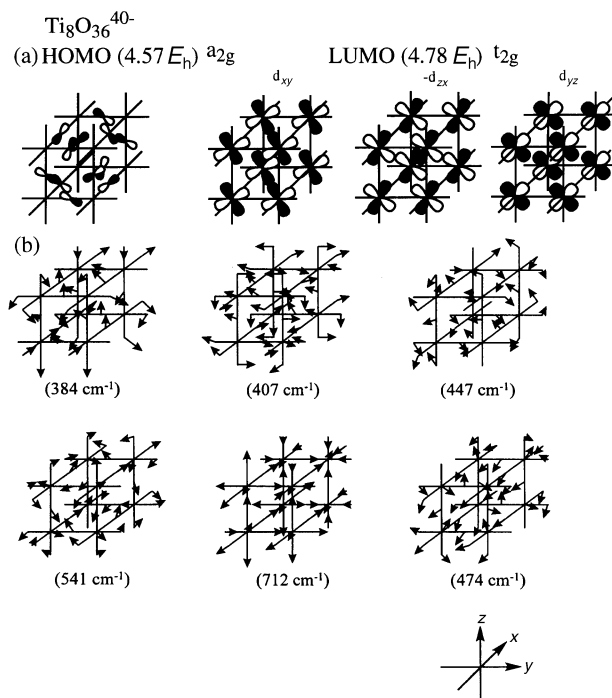 Ti8O36 40-
(a) HOMO (4.57 Eh) a2g LUMO (4.78 Eh) t2g
dxy -dzx dyz
(b)
(384 cm-1) (407 cm-1) (447 cm-1)
(541 cm-1) (712 cm-1) (474 cm-1)
z
x
y